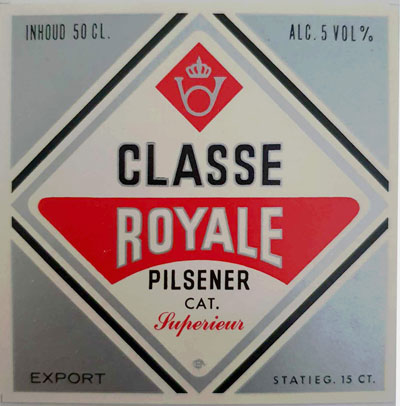 INHOUD 50 CL.
ALC. 5 VOL %
CLASSE
ROYALE
PILSENER
CAT.
Superieur
EXPORT
STATIEG. 15 CT.